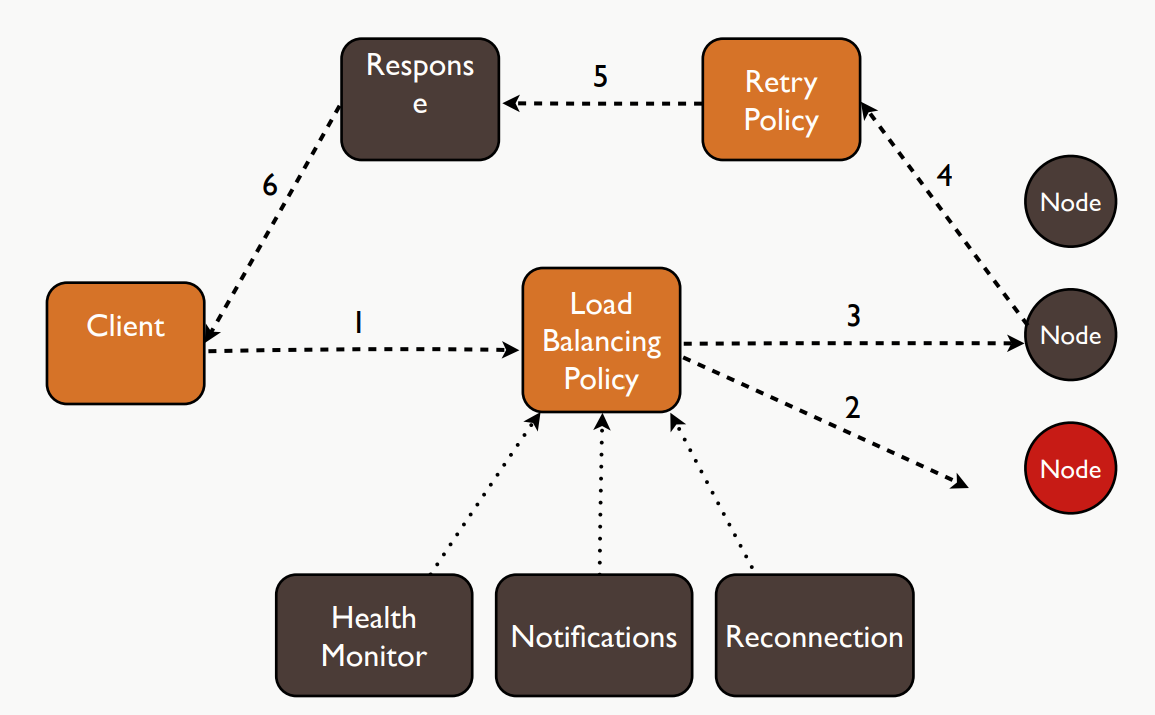 Respons
e
5
Retry
Policy
6
4
Node
Client
1
Load
Balancing
Policy
3
Node
2
Node
Health
Monitor
Notifications
Reconnection